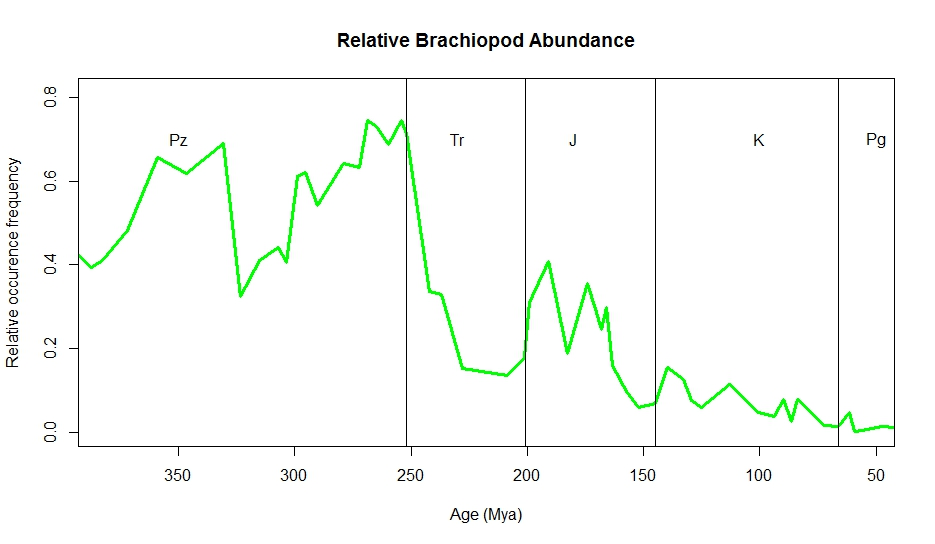 Relative Brachiopod Abundance
Relative occurence frequency
0.8
0.6
0.4
0.2
0.0
Pz
Tr
J
K
Pg
350
300
250
200
150
100
50
Age (Mya)